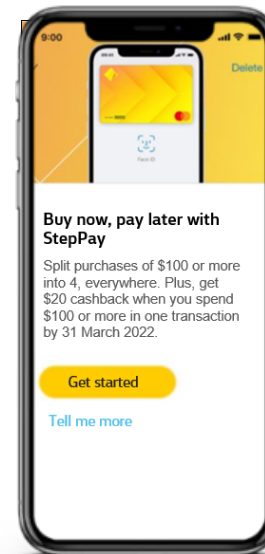 9:00
Delete
Face ID
Buy now, pay later with
StepPay
Split purchases of $100 or more
into 4, everywhere. Plus, get
$20 cashback when you spend
$100 or more in one transaction
by 31 March 2022.
Get started
Tell me more